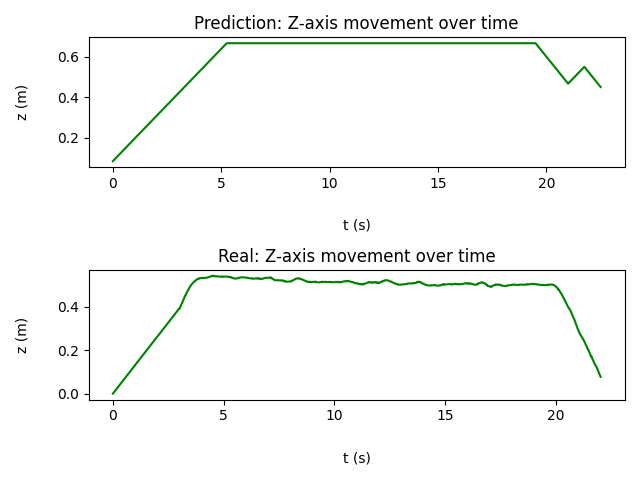 Prediction: Z-axis movement over time
0.6
0.4
0.2
z (m)
0 5 10 15 20
t (s)
Real: Z-axis movement over time
0.4
0.2
0.0
z (m)
0 5 10 15 20
t (s)